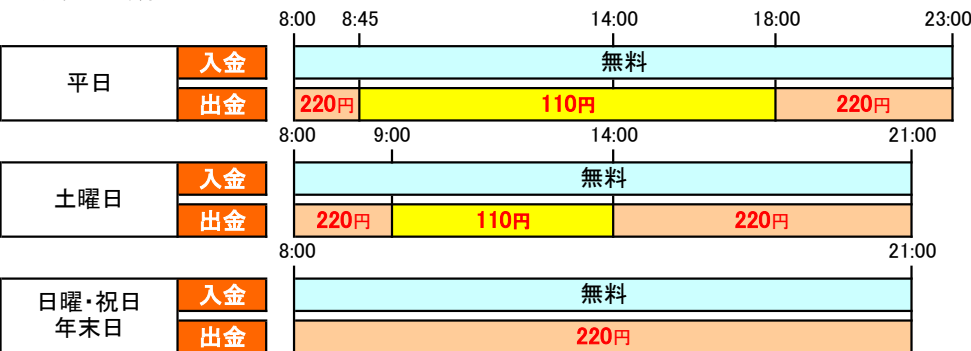 8:00 8:45 14:00 18:00 23:00
平日 入金 無料
出金 220円 110円 220円
8:00 9:00 14:00 21:00
土曜日 入金 無料
出金 220円 110円 220円
8:00 21:00
日曜・祝日 入金 無料
年末日 出金 220円